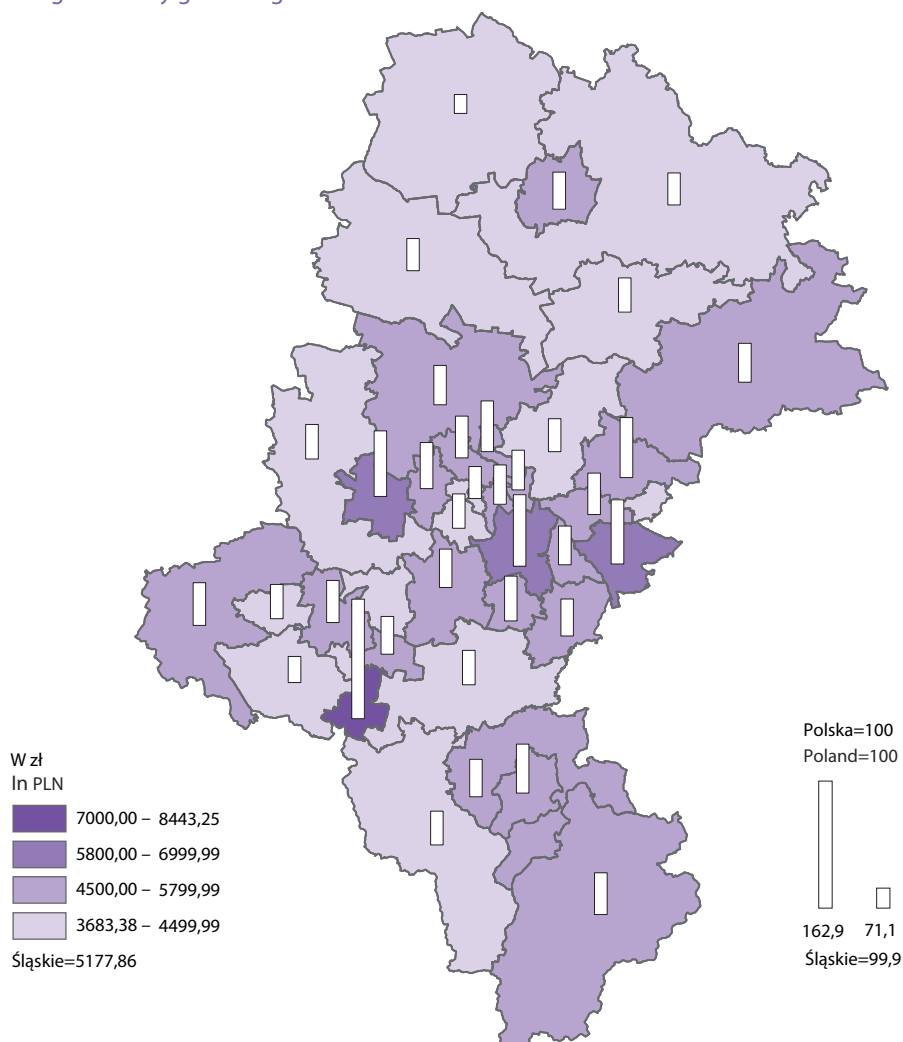 W zł
In PLN
7000,00 – 8443,25
5800,00 – 6999,99
4500,00 – 5799,99
3683,38 – 4499,99
Śląskie=5177,86
Polska=100
Poland=100
162,9 71,1
Śląskie=99,9